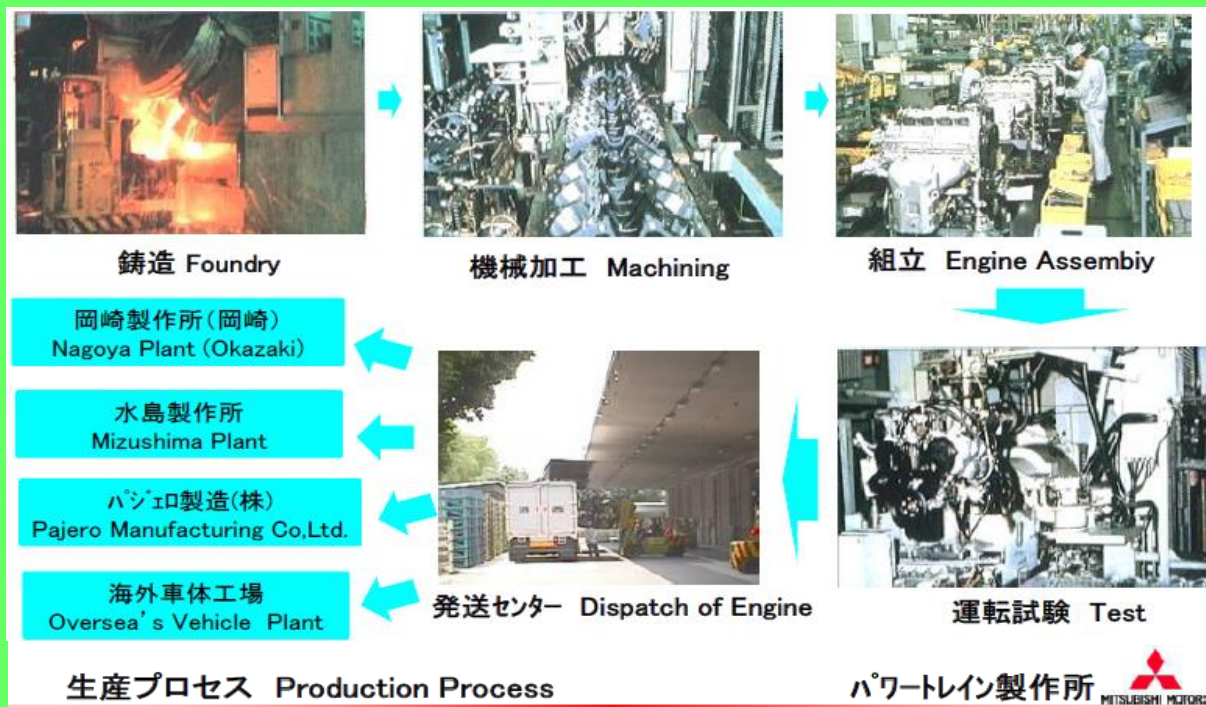 鋳造 Foundry
機械加工 Machining
組立 Engine Assembiy
岡崎製作所(岡崎)
Nagoya Plant (Okazaki)
水島製作所
Mizushima Plant
パジェロ製造(株)
Pajero Manufacturing Co,Ltd.
海外車体工場
Oversea's Vehicle Plant
発送センター Dispatch of Engine
運転試験 Test
生産プロセス Production Process
パワートレイン製作所
MITSUBISHI MOTORS